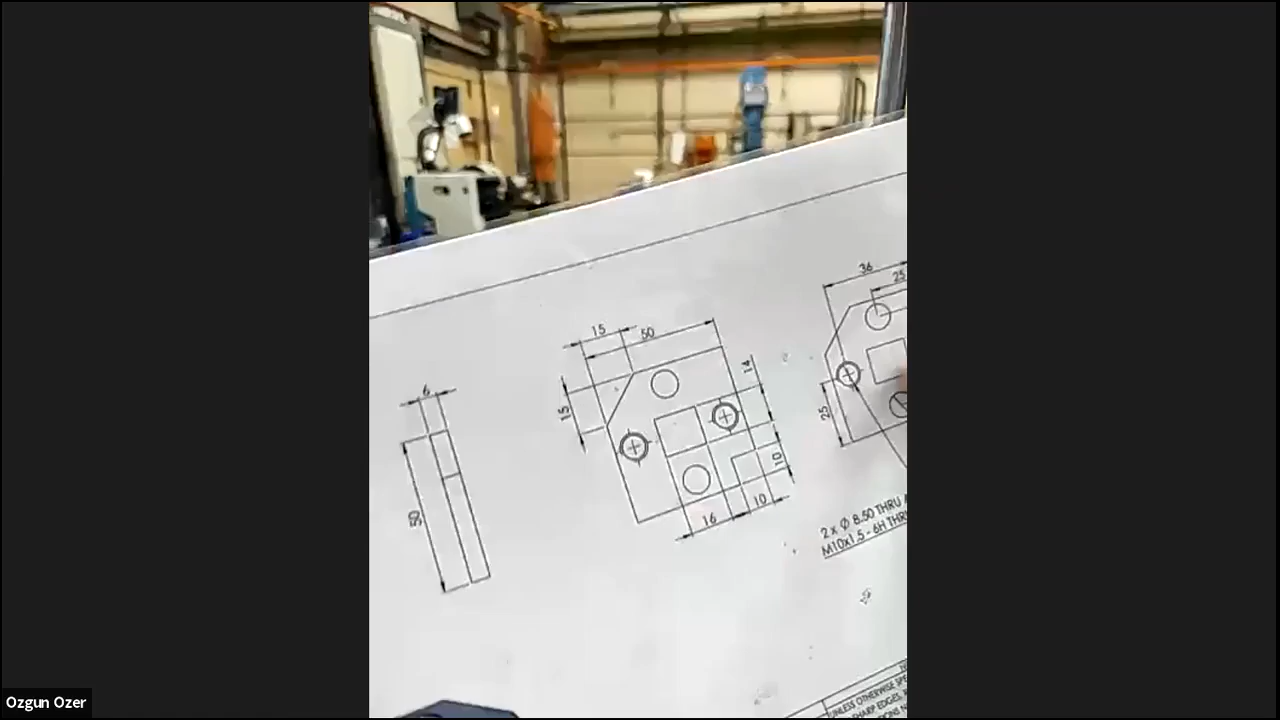 36
25
15
50
14
6
15
25
10
50
16
10
2 x Ø 8.50 THRU
M10x1.5 - 6H THR
UNLESS OTHERWISE SPE
SHARP EDGES,
Ozgun Ozer